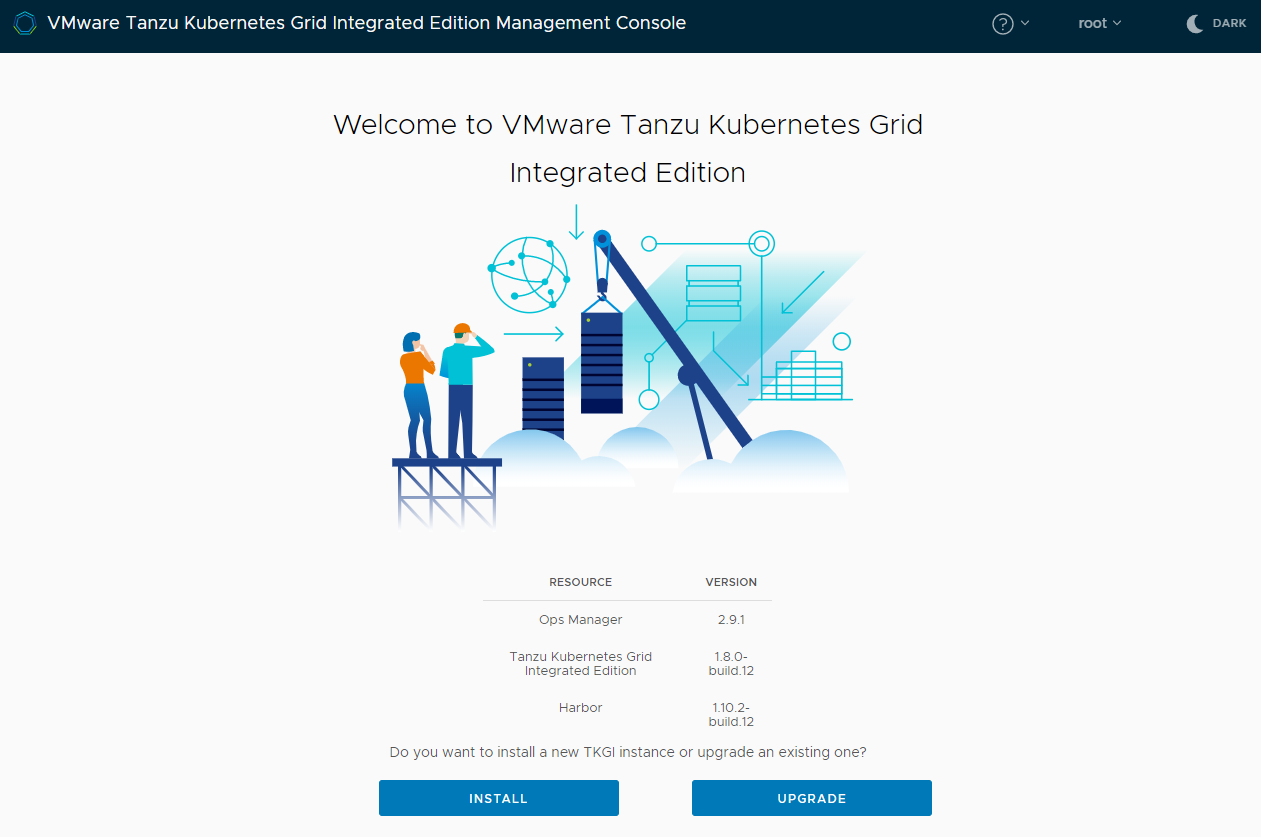 VMware Tanzu Kubernetes Grid Integrated Edition Management Console
?
root
DARK
Welcome to VMware Tanzu Kubernetes Grid
Integrated Edition
RESOURCE VERSION
Ops Manager 2.9.1
Tanzu Kubernetes Grid 1.8.0-
Integrated Edition build.12
Harbor 1.10.2-
build.12
Do you want to install a new TKGI instance or upgrade an existing one?
INSTALL UPGRADE